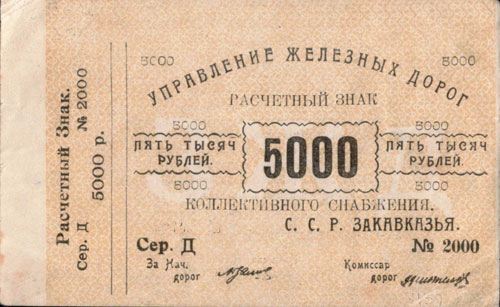 Расчетный Знак.
№ 2000
Сер. Д 5000 р.
5000 5000
УПРАВЛЕНИЕ ЖЕЛЕЗНЫХ ДОРОГ
РАСЧЕТНЫЙ ЗНАК
5000 5000
ПЯТЬ ТЫСЯЧ 5000 ПЯТЬ ТЫСЯЧ
РУБЛЕЙ. РУБЛЕЙ.
5000 5000
КОЛЛЕКТИВНОГО СНАБЖЕНИЯ.
С. С. Р. ЗАКАВКАЗЬЯ.
Сер. Д № 2000
За Нач. Комиссар
дорог дорог